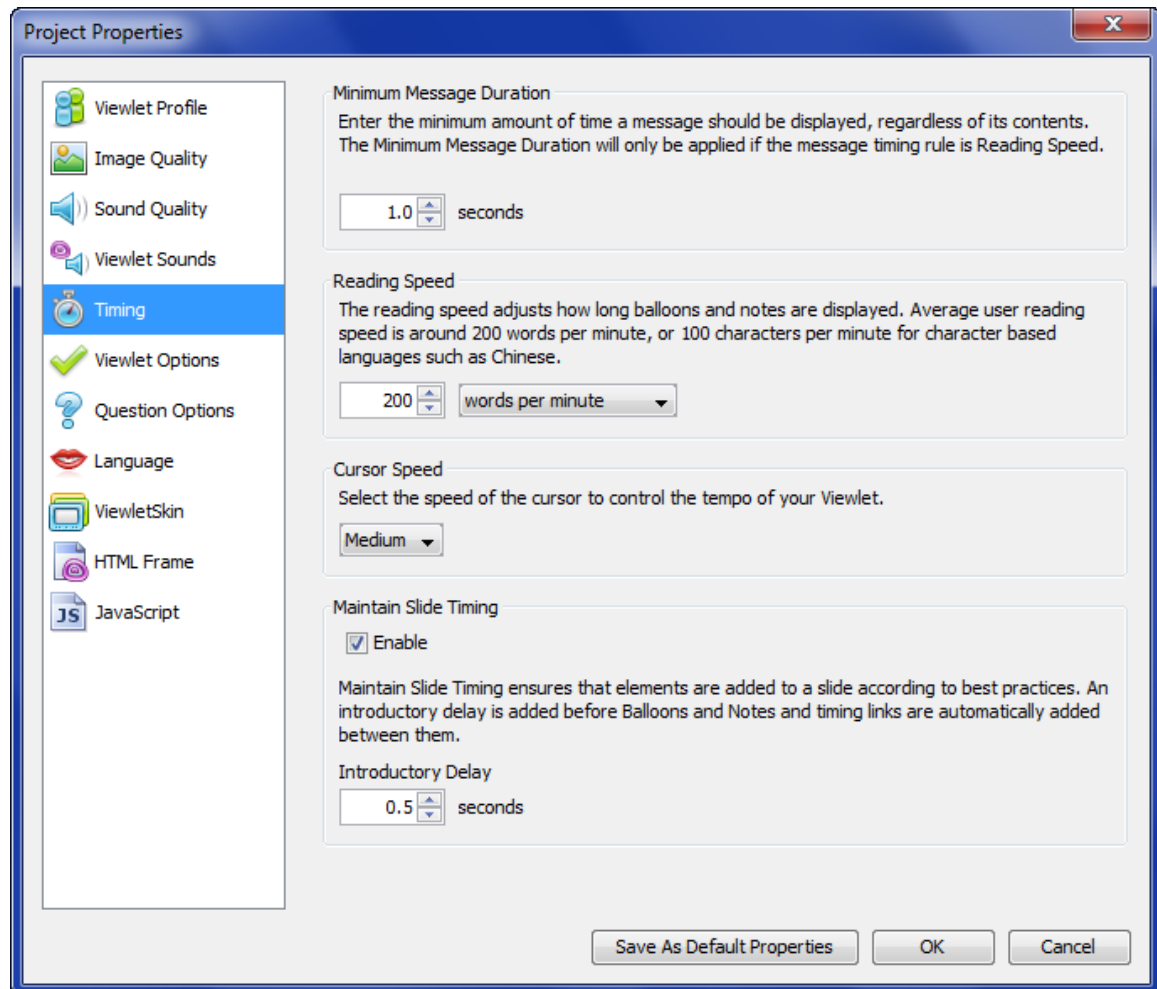 Project Properties
Viewlet Profile
Image Quality
Sound Quality
Viewlet Sounds
Timing
Viewlet Options
Question Options
Language
ViewletSkin
HTML Frame
JS JavaScript
Minimum Message Duration
Enter the minimum amount of time a message should be displayed, regardless of its contents.
The Minimum Message Duration will only be applied if the message timing rule is Reading Speed.
1.0 seconds
Reading Speed
The reading speed adjusts how long balloons and notes are displayed. Average user reading
speed is around 200 words per minute, or 100 characters per minute for character based
languages such as Chinese.
200 words per minute
Cursor Speed
Select the speed of the cursor to control the tempo of your Viewlet.
Medium
Maintain Slide Timing
Enable
Maintain Slide Timing ensures that elements are added to a slide according to best practices. An
introductory delay is added before Balloons and Notes and timing links are automatically added
between them.
Introductory Delay
0.5 seconds
Save As Default Properties OK Cancel